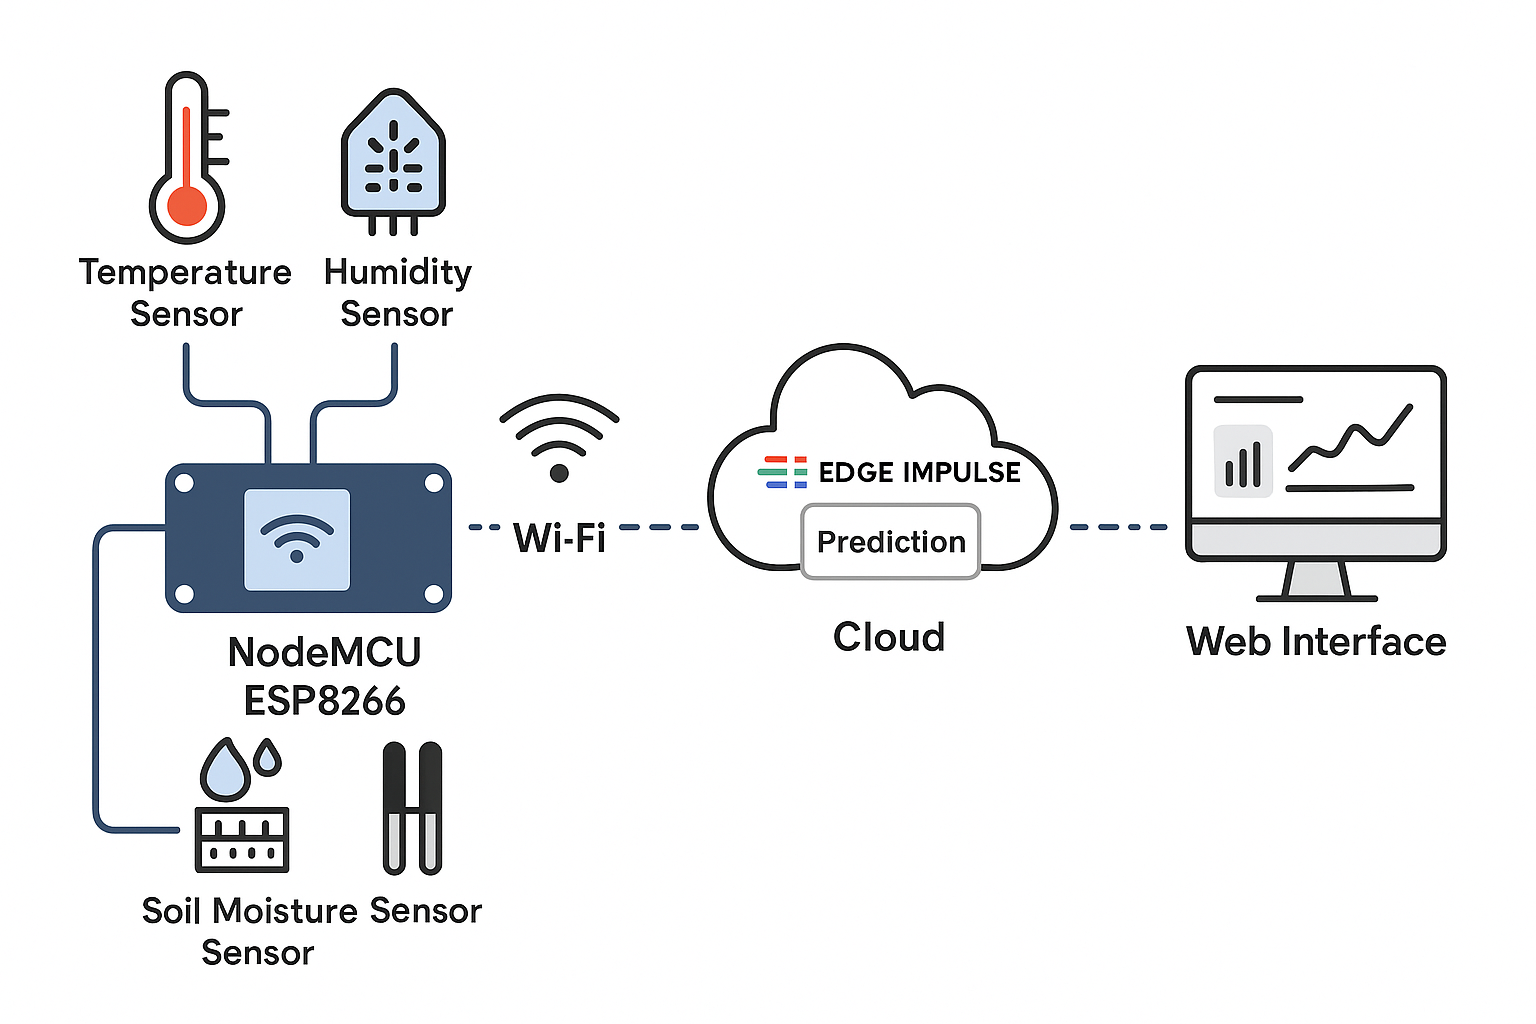 Temperature
Sensor
Humidity
Sensor
Wi-Fi
EDGE IMPULSE
Prediction
Cloud
Web Interface
NodeMCU
ESP8266
Soil Moisture
Sensor
Sensor